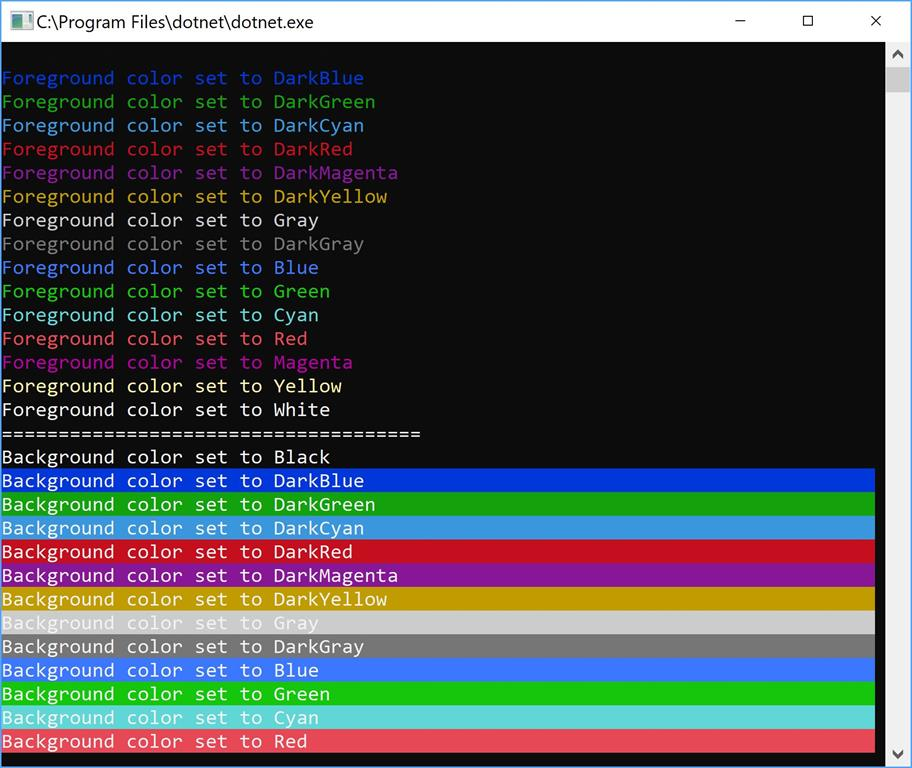 C:\Program Files\dotnet\dotnet.exe
Foreground color set to DarkBlue
Foreground color set to DarkGreen
Foreground color set to DarkCyan
Foreground color set to DarkRed
Foreground color set to DarkMagenta
Foreground color set to DarkYellow
Foreground color set to Gray
Foreground color set to DarkGray
Foreground color set to Blue
Foreground color set to Green
Foreground color set to Cyan
Foreground color set to Red
Foreground color set to Magenta
Foreground color set to Yellow
Foreground color set to White
=====================================
Background color set to Black
Background color set to DarkBlue
Background color set to DarkGreen
Background color set to DarkCyan
Background color set to DarkRed
Background color set to DarkMagenta
Background color set to DarkYellow
Background color set to Gray
Background color set to DarkGray
Background color set to Blue
Background color set to Green
Background color set to Cyan
Background color set to Red